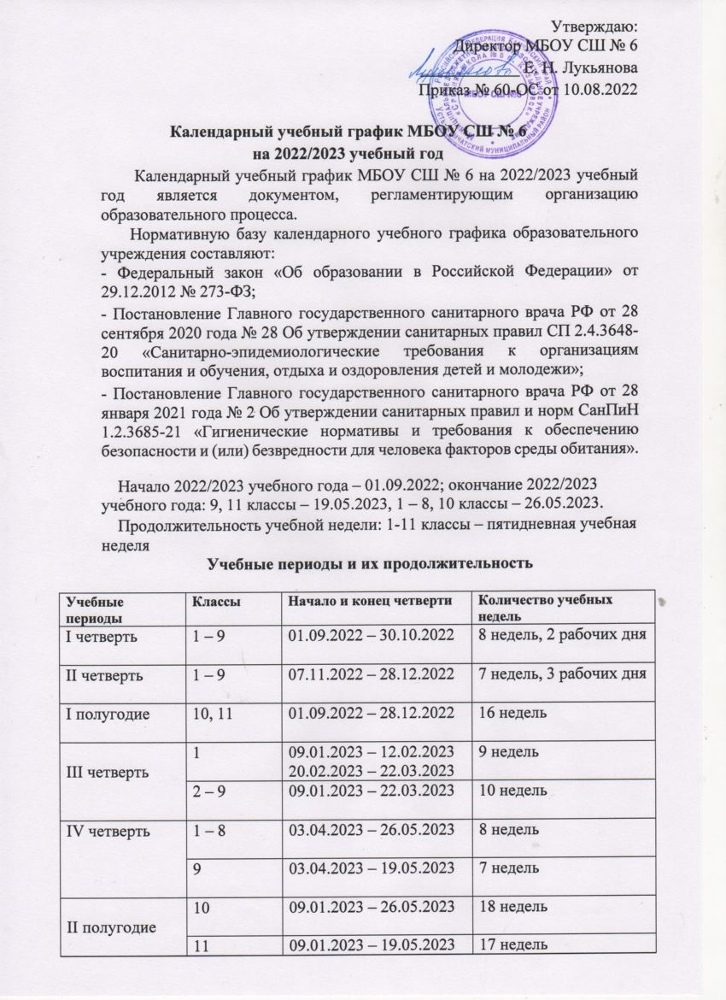 Утверждаю:
Директор МБОУ СШ № 6
Е. Н. Лукьянова
Приказ № 60-ОС от 10.08.2022
МБОУ СШ №6
УСТЬ-КАМЧАТСКИЙ МУНИЦИПАЛЬНЫЙ РАЙОН
Календарный учебный график МБОУ СШ № 6
на 2022/2023 учебный год
Календарный учебный график МБОУ СШ № 6 на 2022/2023 учебный
год является документом, регламентирующим организацию
образовательного процесса.
Нормативную базу календарного учебного графика образовательного
учреждения составляют:
- Федеральный закон «Об образовании в Российской Федерации» от
29.12.2012 № 273-ФЗ;
- Постановление Главного государственного санитарного врача РФ от 28
сентября 2020 года № 28 Об утверждении санитарных правил СП 2.4.3648-
20 «Санитарно-эпидемиологические требования к организациям
воспитания и обучения, отдыха и оздоровления детей и молодежи»;
- Постановление Главного государственного санитарного врача РФ от 28
января 2021 года № 2 Об утверждении санитарных правил и норм СанПиН
1.2.3685-21 «Гигиенические нормативы и требования к обеспечению
безопасности и (или) безвредности для человека факторов среды обитания».
Начало 2022/2023 учебного года – 01.09.2022; окончание 2022/2023
учебного года: 9, 11 классы – 19.05.2023, 1 – 8, 10 классы – 26.05.2023.
Продолжительность учебной недели: 1-11 классы – пятидневная учебная
неделя
Учебные периоды и их продолжительность
Учебные периоды Классы Начало и конец четверти Количество учебных недель
I четверть 1 – 9 01.09.2022 – 30.10.2022 8 недель, 2 рабочих дня
II четверть 1 – 9 07.11.2022 – 28.12.2022 7 недель, 3 рабочих дня
I полугодие 10, 11 01.09.2022 – 28.12.2022 16 недель
III четверть 1 09.01.2023 – 12.02.2023 9 недель
20.02.2023 – 22.03.2023
2 – 9 09.01.2023 – 22.03.2023 10 недель
IV четверть 1 – 8 03.04.2023 – 26.05.2023 8 недель
9 03.04.2023 – 19.05.2023 7 недель
II полугодие 10 09.01.2023 – 26.05.2023 18 недель
11 09.01.2023 – 19.05.2023 17 недель